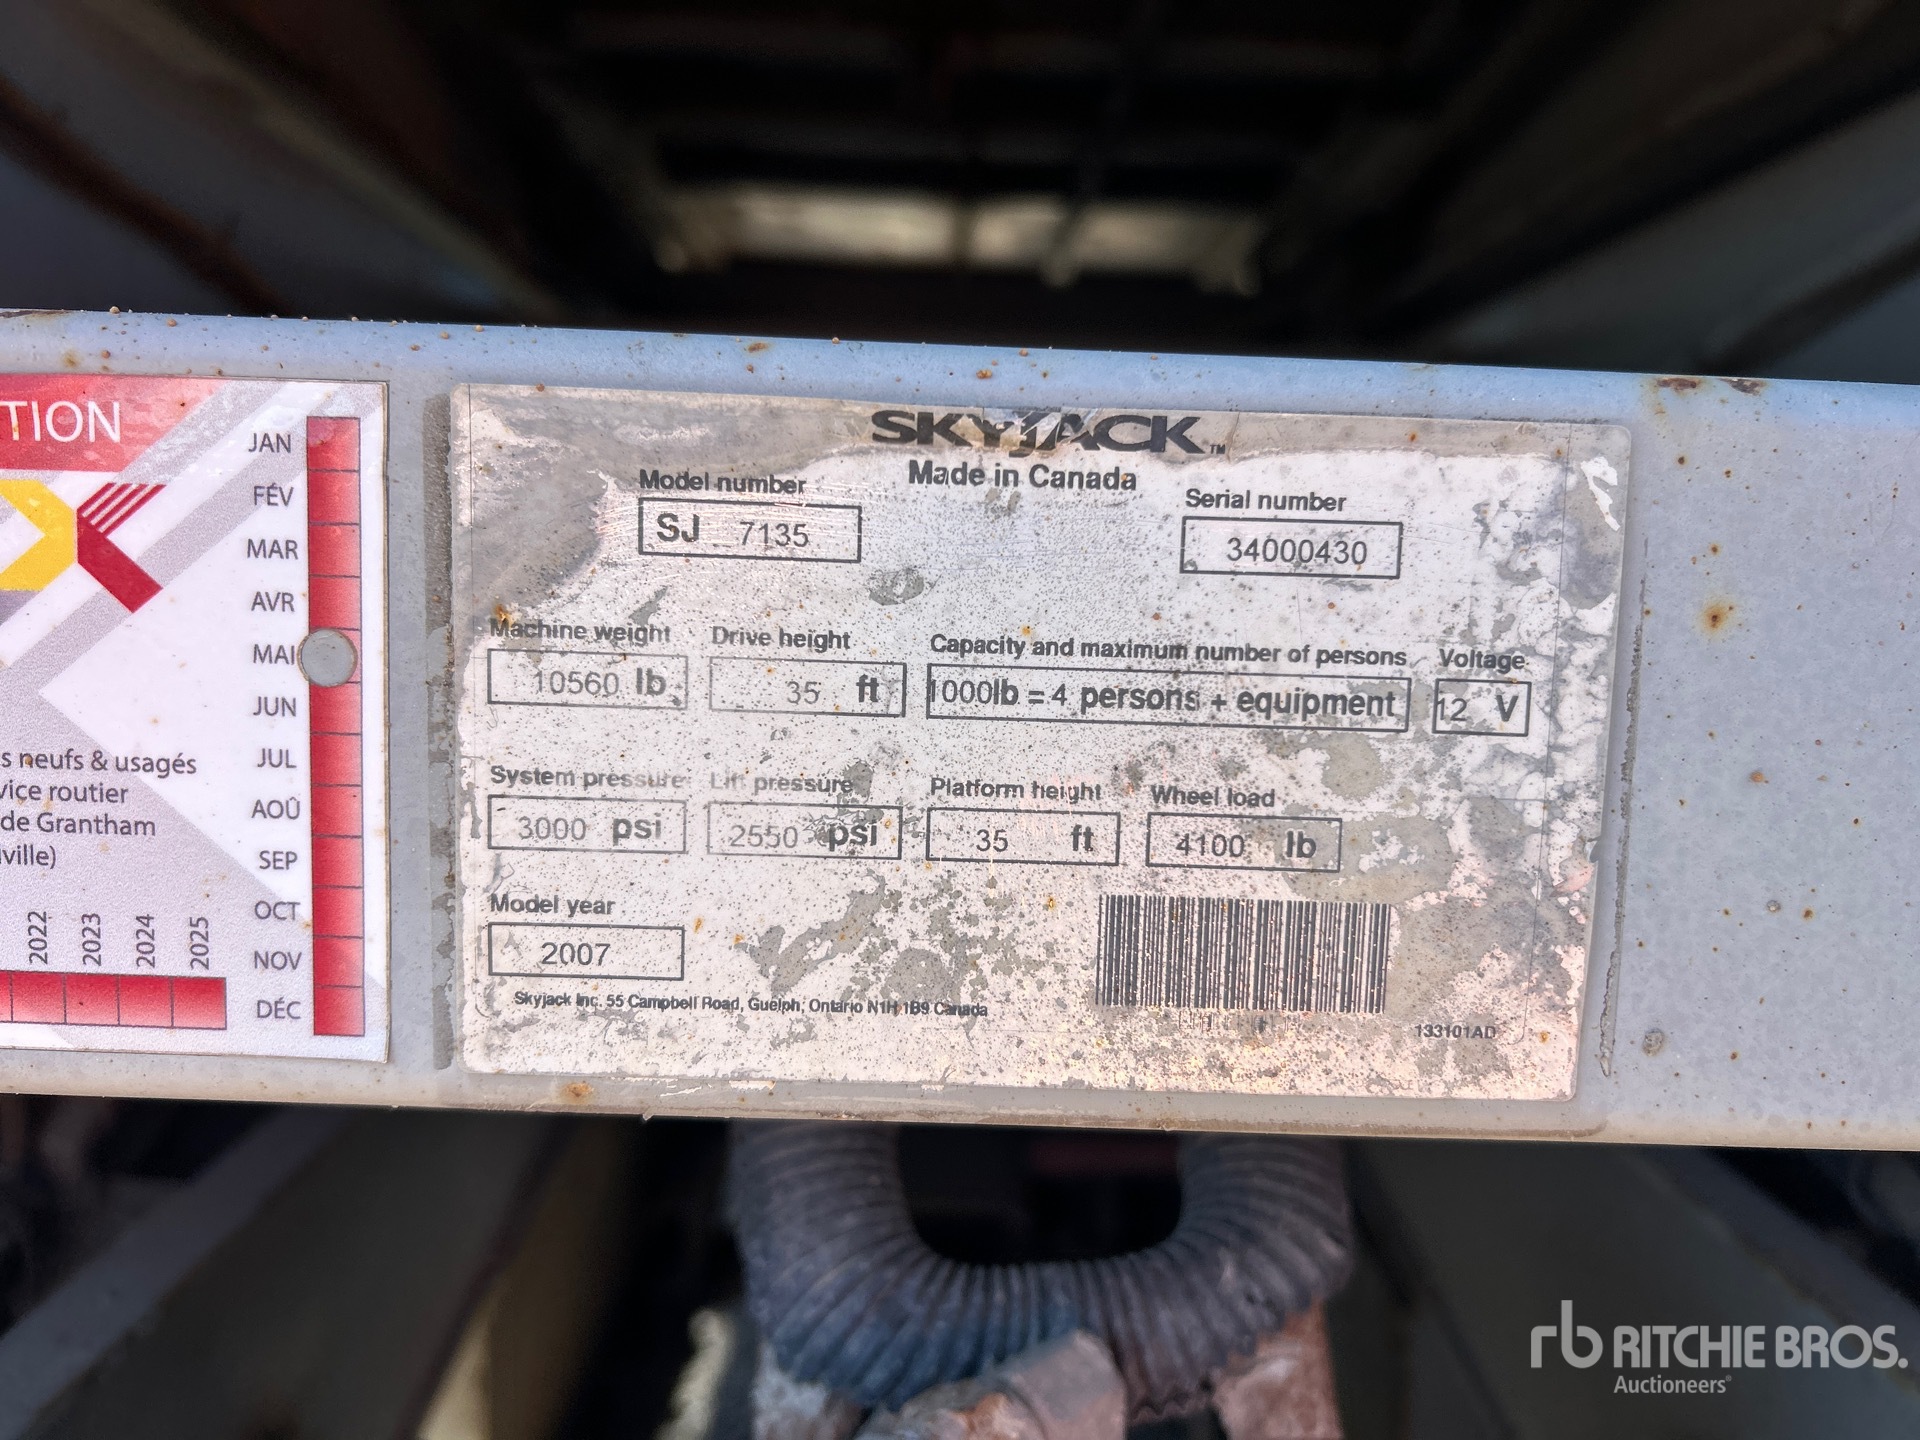 TION
JAN
FÉV
MAR
AVR
MAI
JUN
JUL
AOÛ
SEP
OCT
NOV
DÉC
s neufs & usagés
vice routier
de Grantham
ville)
2022 2023 2024 2025
SKYJACK™
Made in Canada
Model number
SJ 7135
Serial number
34000430
Machine weight
10560 lb
Drive height
35 ft
Capacity and maximum number of persons
1000lb = 4 persons + equipment
Voltage
12 V
System pressure
3000 psi
Lift pressure
2550 psi
Platform height
35 ft
Wheel load
4100 lb
Model year
2007
Skyjack Inc. 55 Campbell Road, Guelph, Ontario N1H 1B9 Canada
133101AD
rb RITCHIE BROS.
Auctioneers®